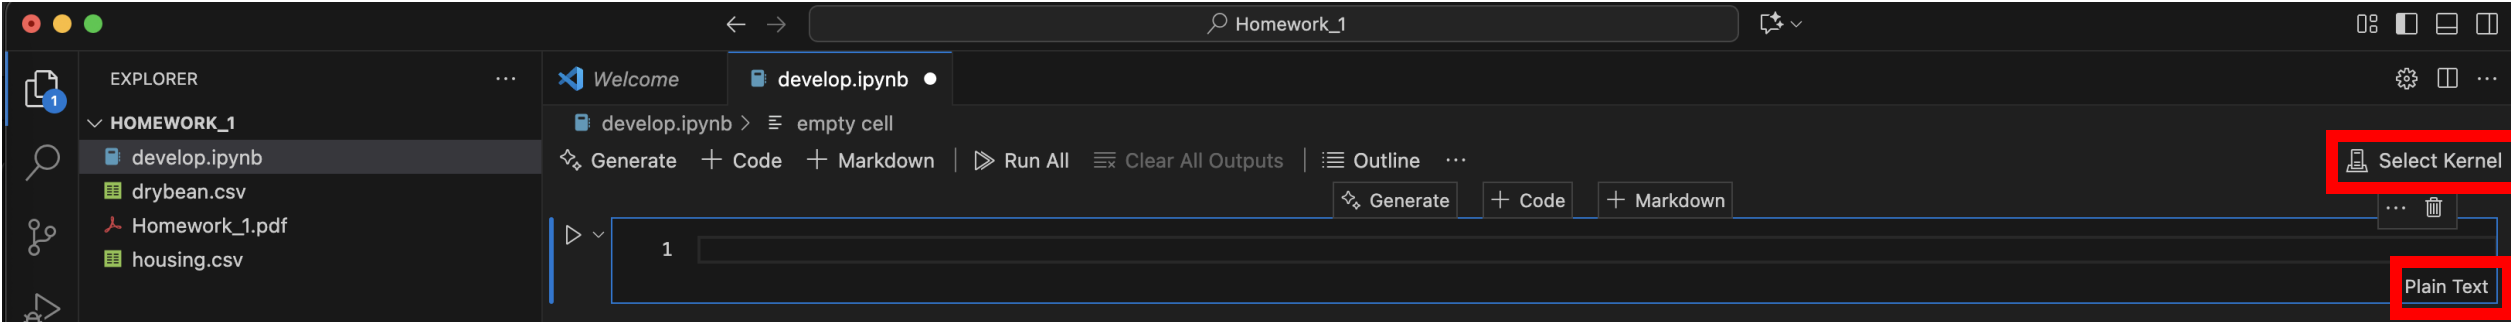 Homework_1
EXPLORER
Welcome
develop.ipynb
1
HOMEWORK_1
develop.ipynb > empty cell
develop.ipynb
Generate + Code + Markdown | Run All Clear All Outputs | Outline ... Select Kernel
drybean.csv
Generate + Code + Markdown
Homework_1.pdf
1
housing.csv
Plain Text